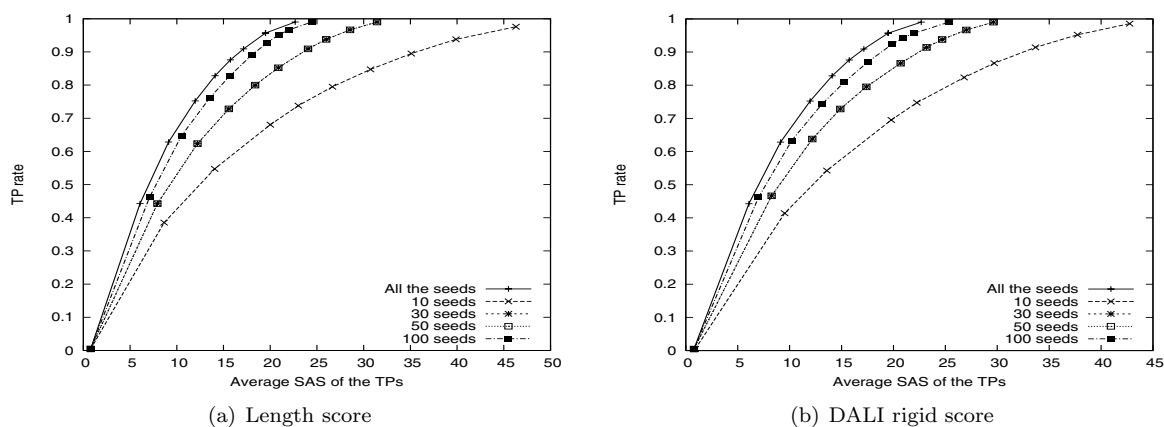 1
0.9
0.8
0.7
0.6
0.5
0.4
0.3
0.2
0.1
0
TP rate
All the seeds
10 seeds
30 seeds
50 seeds
100 seeds
0 5 10 15 20 25 30 35 40 45 50
Average SAS of the TPs
(a) Length score
1
0.9
0.8
0.7
0.6
0.5
0.4
0.3
0.2
0.1
0
TP rate
All the seeds
10 seeds
30 seeds
50 seeds
100 seeds
0 5 10 15 20 25 30 35 40 45
Average SAS of the TPs
(b) DALI rigid score